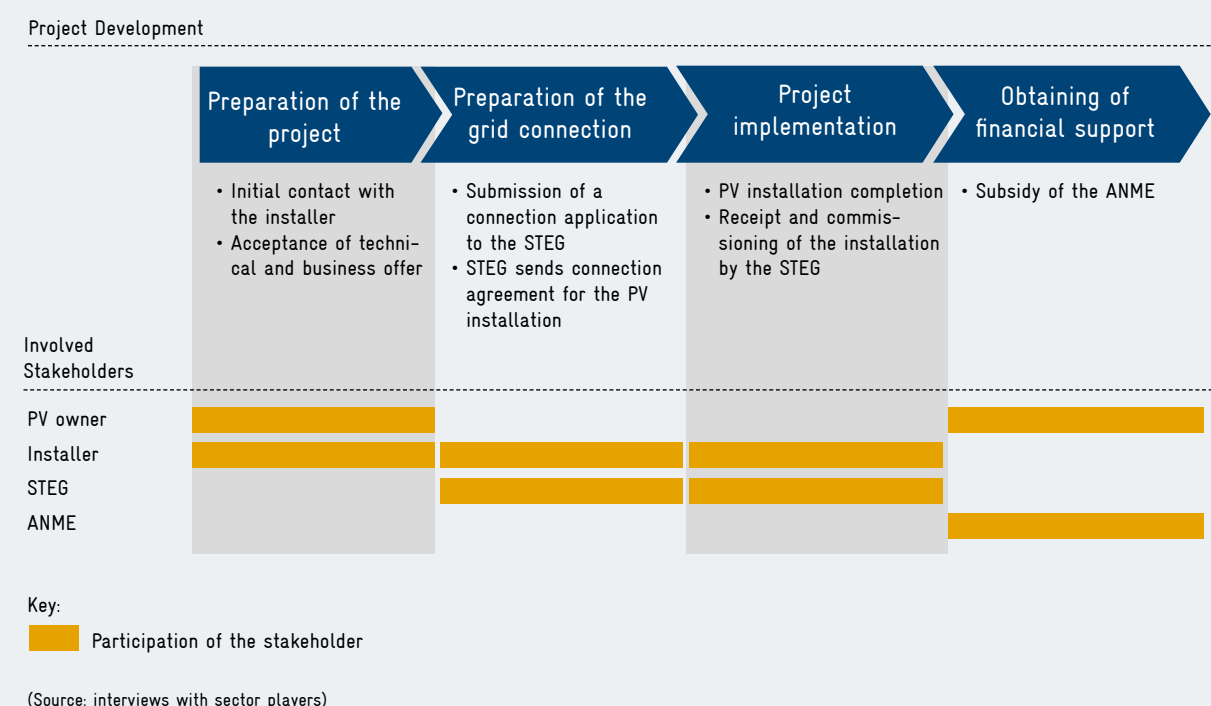 Project Development
Preparation of the
project
Preparation of the
grid connection
Project
implementation
Obtaining of
financial support
• Initial contact with
the installer
• Acceptance of techni-
cal and business offer
• Submission of a
connection application
to the STEG
• STEG sends connection
agreement for the PV
installation
• PV installation completion
• Receipt and commis-
sioning of the installation
by the STEG
• Subsidy of the ANME
Involved
Stakeholders
PV owner
Installer
STEG
ANME
Key:
Participation of the stakeholder
(Source: interviews with sector players)